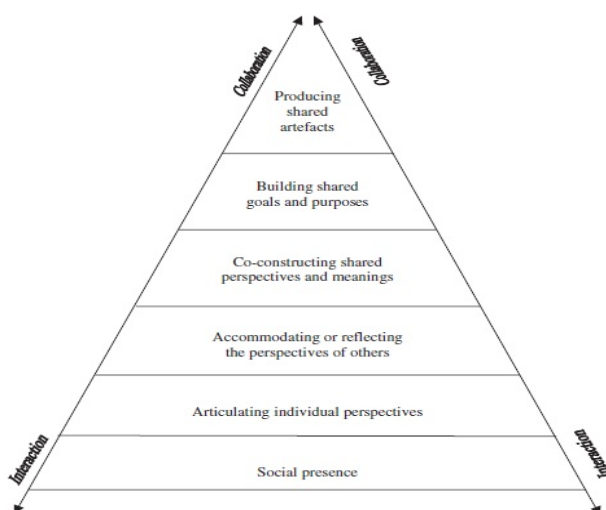 Collaboration
Collaboration
Producing
shared
artefacts
Building shared
goals and purposes
Co-constructing shared
perspectives and meanings
Accommodating or reflecting
the perspectives of others
Articulating individual perspectives
Interaction
Interaction
Social presence